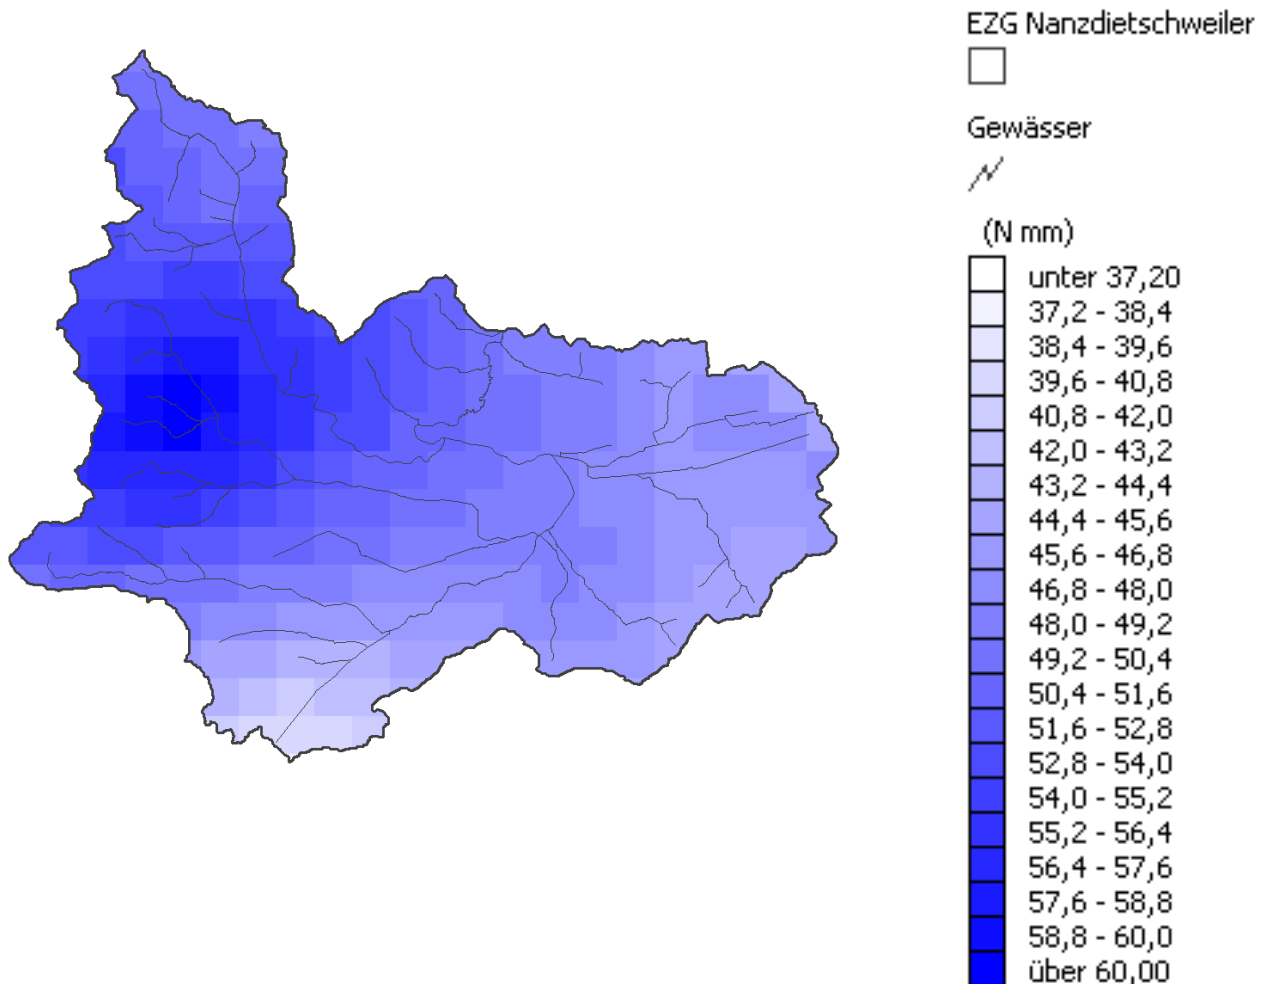 EZG Nanzdietschweiler
Gewässer
(N mm)
unter 37,20
37,2 - 38,4
38,4 - 39,6
39,6 - 40,8
40,8 - 42,0
42,0 - 43,2
43,2 - 44,4
44,4 - 45,6
45,6 - 46,8
46,8 - 48,0
48,0 - 49,2
49,2 - 50,4
50,4 - 51,6
51,6 - 52,8
52,8 - 54,0
54,0 - 55,2
55,2 - 56,4
56,4 - 57,6
57,6 - 58,8
58,8 - 60,0
über 60,00